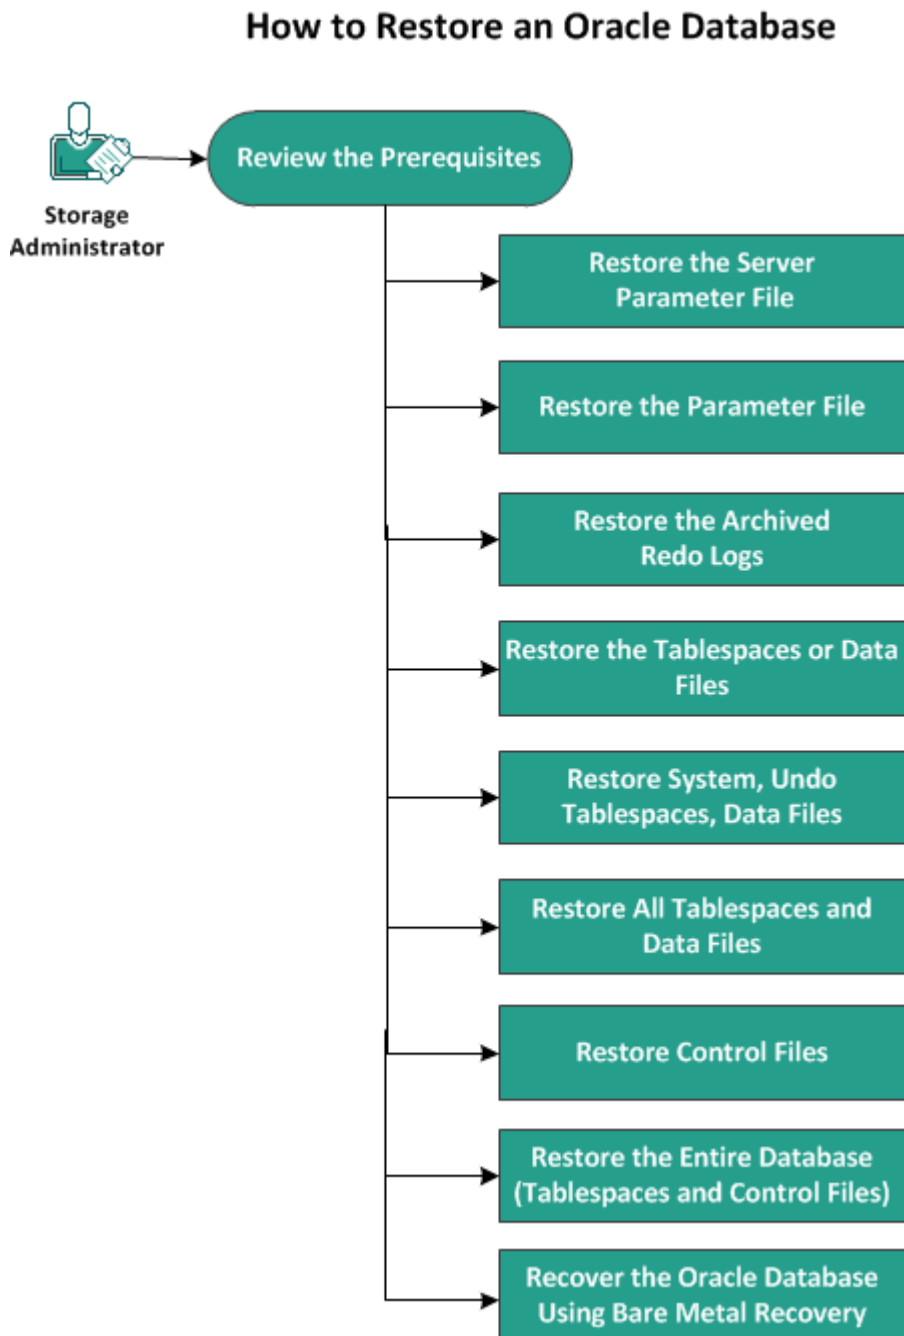 How to Restore an Oracle Database
Review the Prerequisites
Storage
Administrator
Restore the Server
Parameter File
Restore the Parameter File
Restore the Archived
Redo Logs
Restore the Tablespaces or Data
Files
Restore System, Undo
Tablespaces, Data Files
Restore All Tablespaces and
Data Files
Restore Control Files
Restore the Entire Database
(Tablespaces and Control Files)
Recover the Oracle Database
Using Bare Metal Recovery